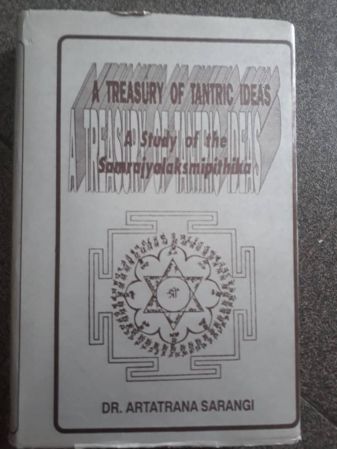 A TREASURY OF TANTRIC IDEAS
A Study of the
Samrajyalaksmipithika
श्रीं
DR. ARTATRANA SARANGI